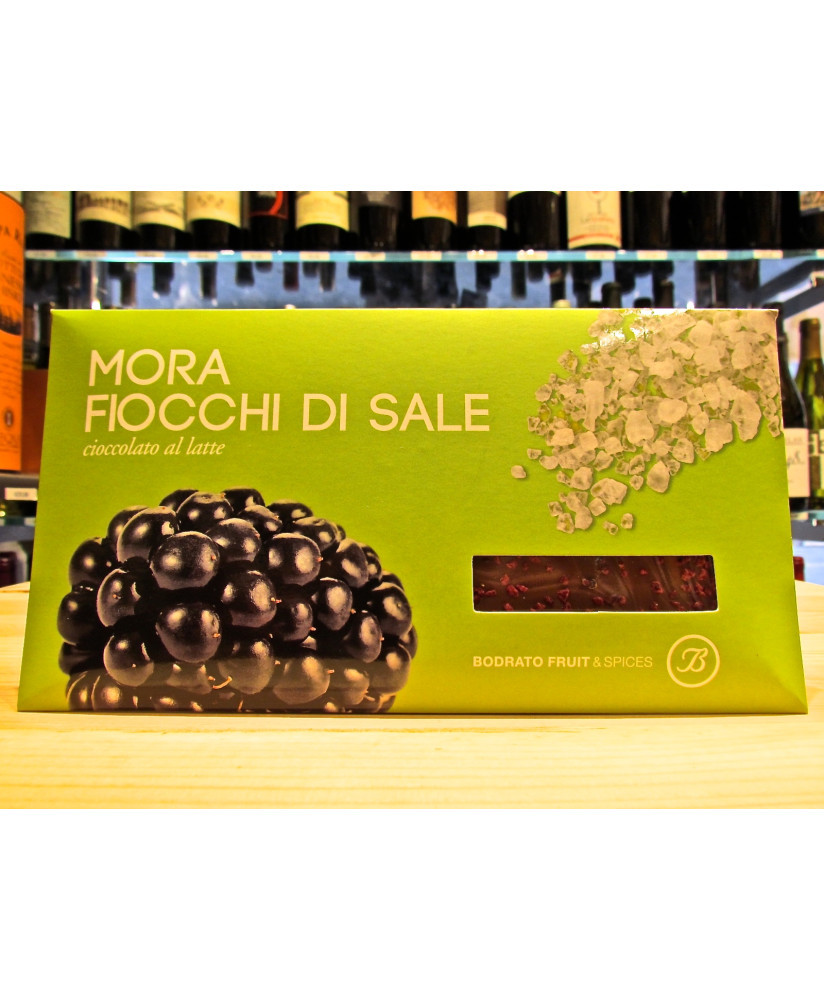 MORA
FIOCCHI DI SALE
cioccolato al latte
BODRATO FRUIT & SPICES
B